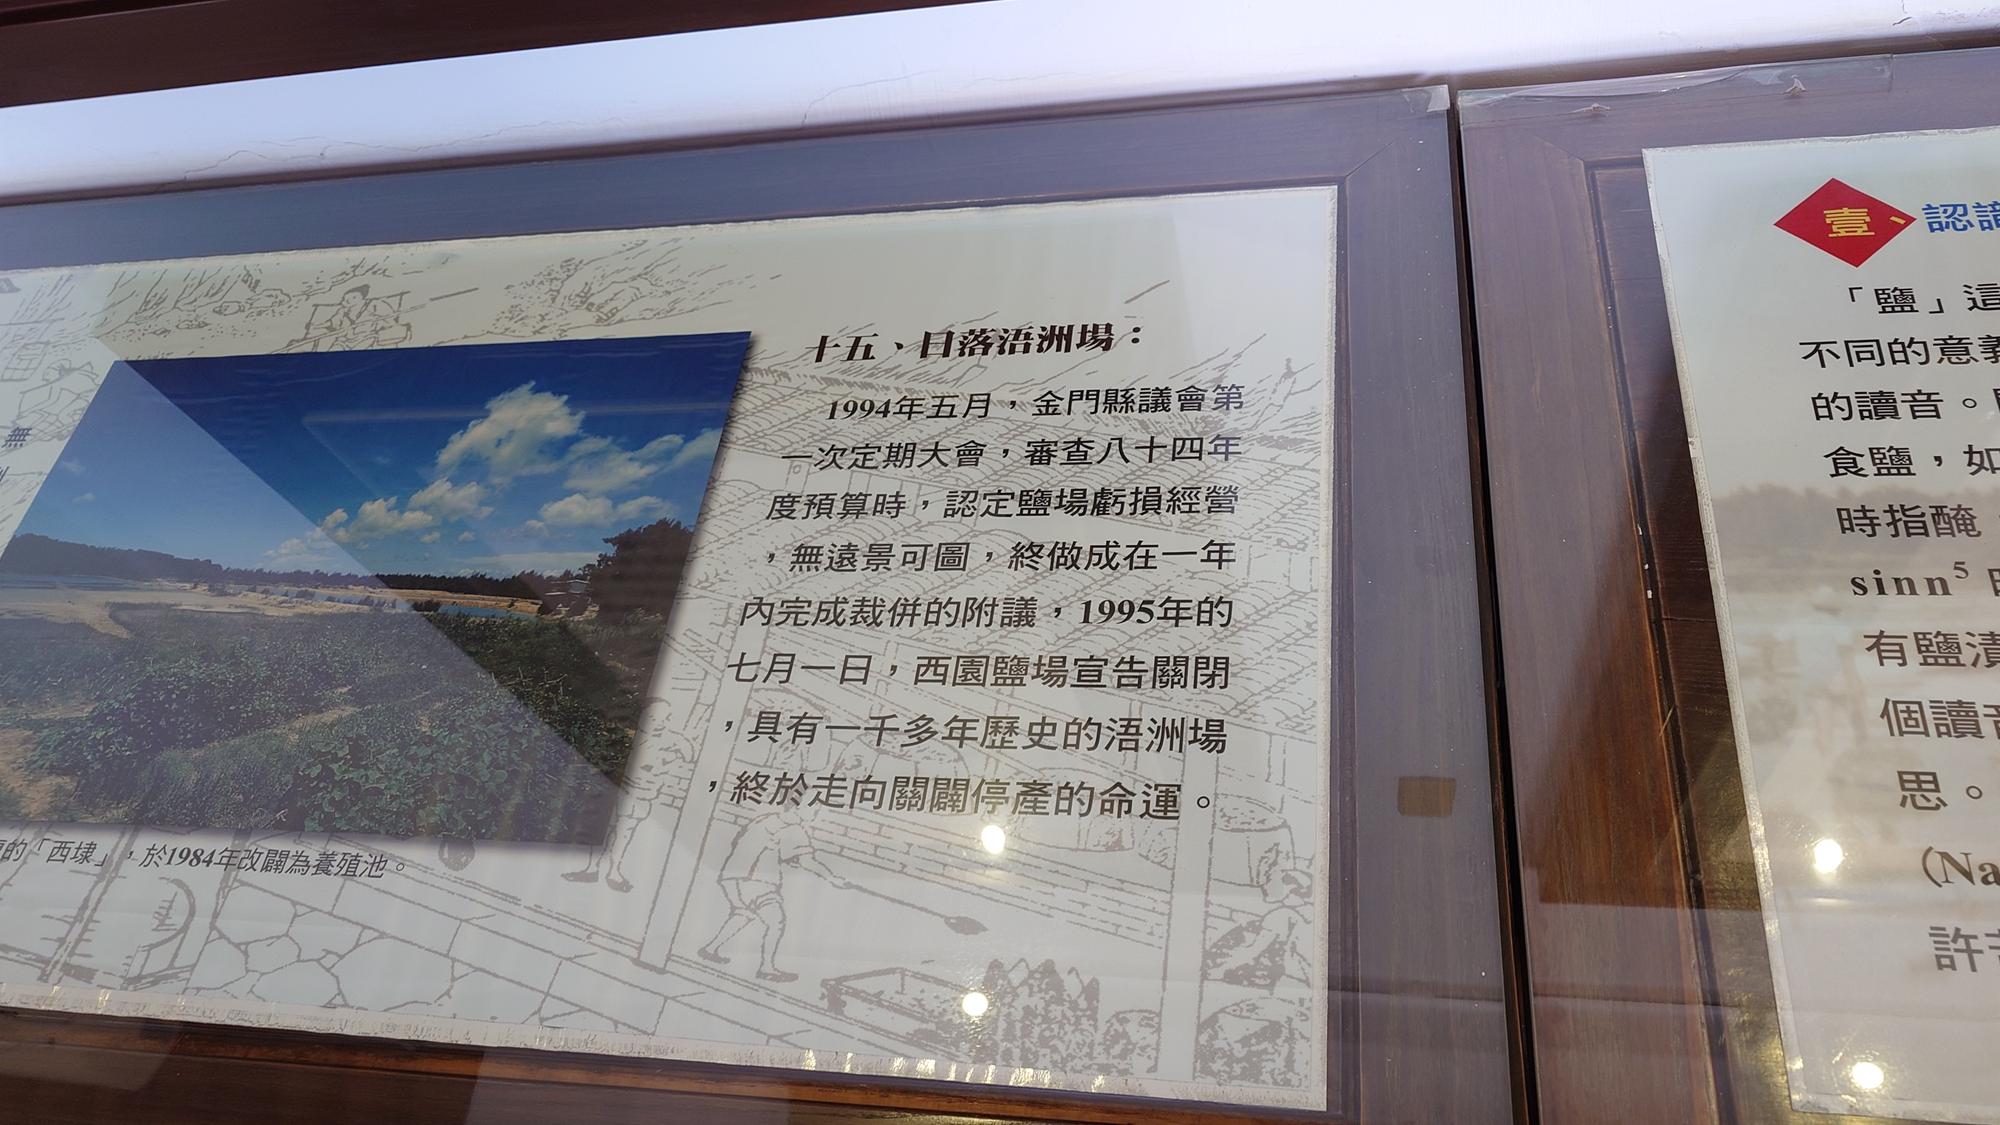 無
十五、日落浯洲場：
1994年五月，金門縣議會第
一次定期大會，審查八十四年
度預算時，認定鹽場虧損經營
，無遠景可圖，終做成在一年
內完成裁併的附議，1995年的
七月一日，西園鹽場宣告關閉
，具有一千多年歷史的浯洲場
，終於走向關闢停產的命運。
的「西埭」，於1984年改闢為養殖池。
壹、認識
「鹽」這
不同的意義
的讀音。
食鹽，如
時指醃
sinn⁵
有鹽漬
個讀音
思。
(Na
許